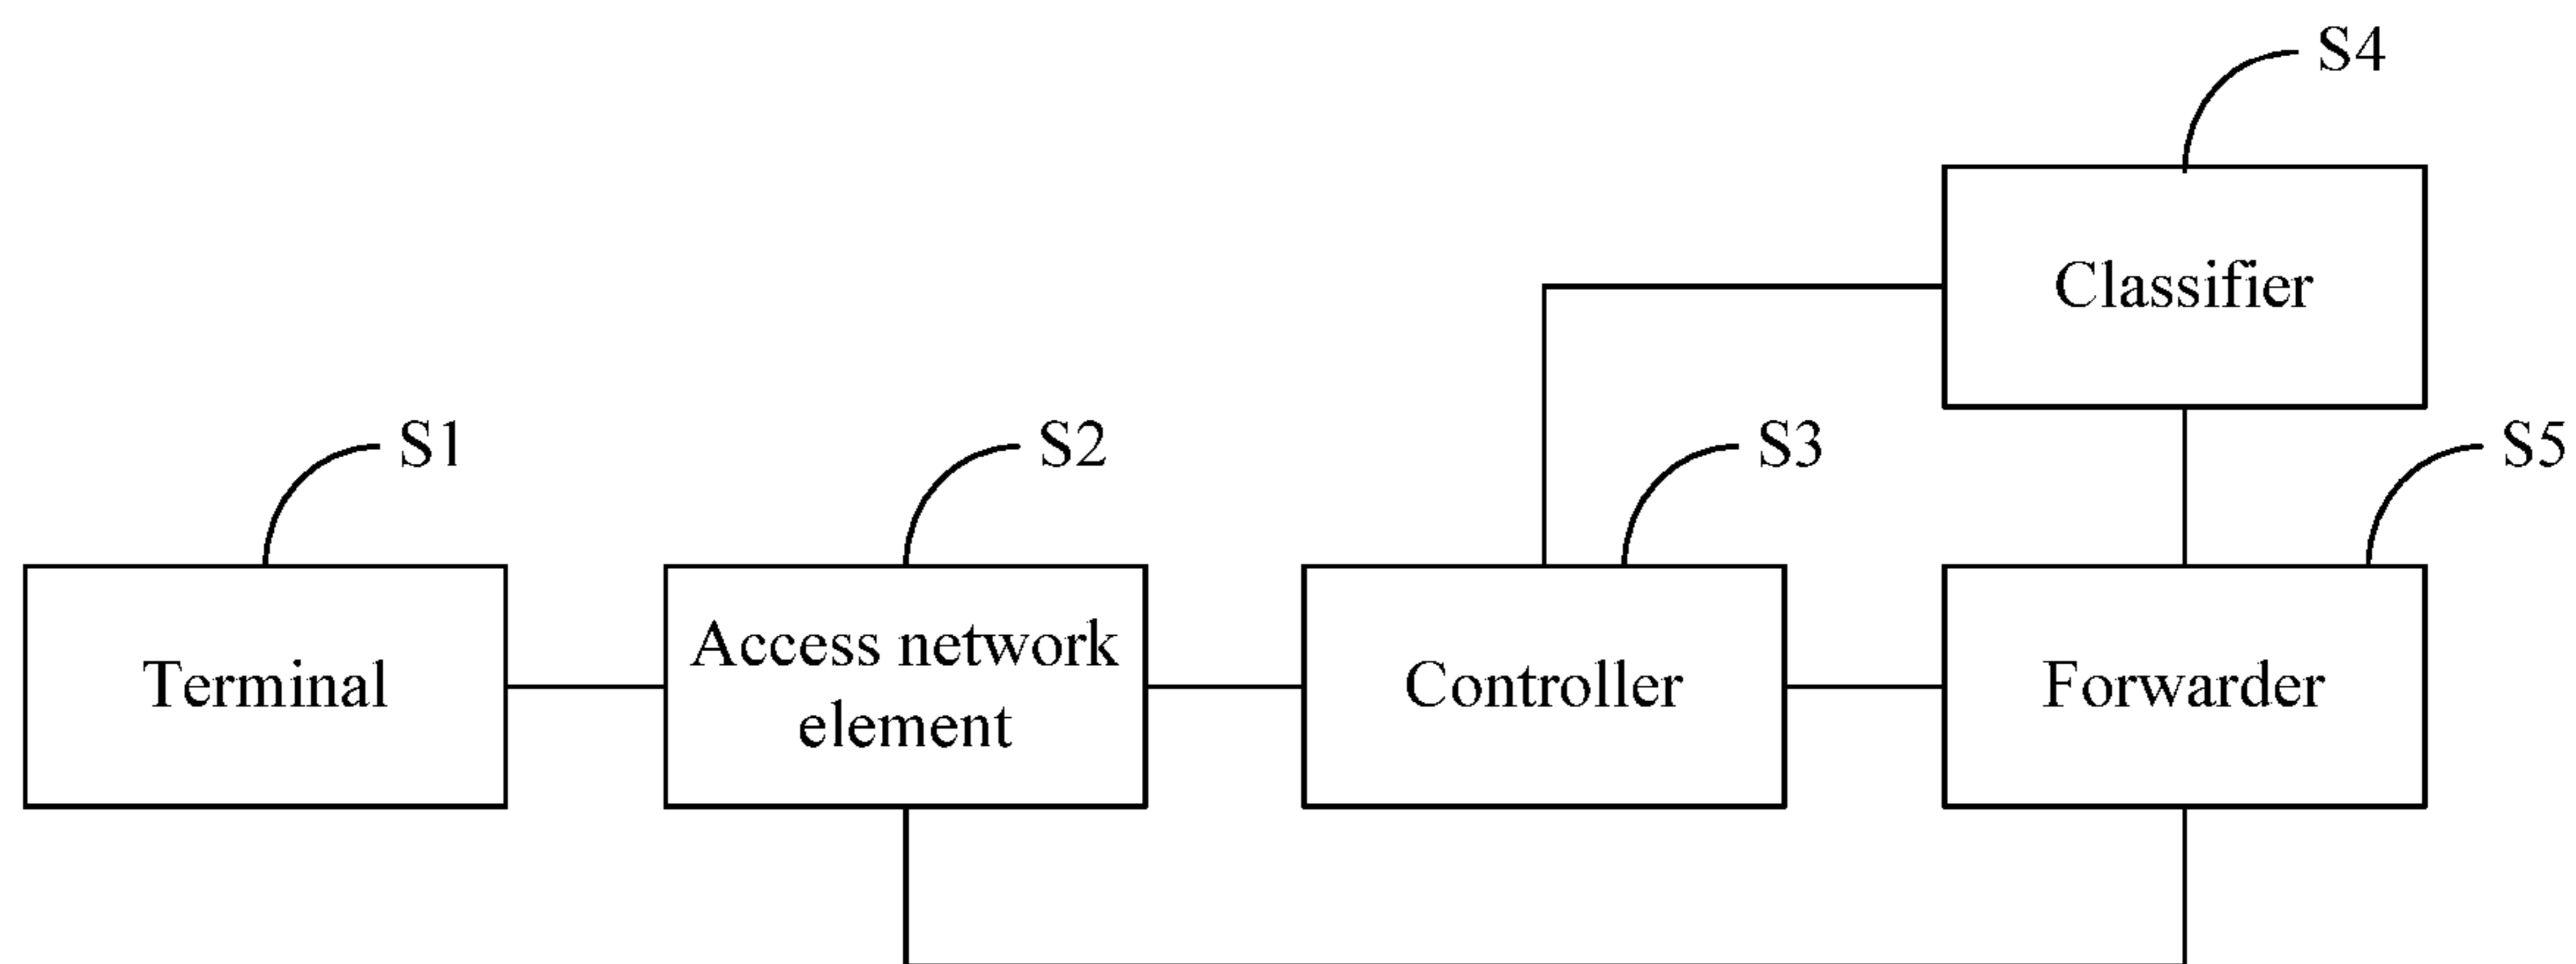 S4
Classifier
S1
S2
S3
S5
Terminal
Access network
element
Controller
Forwarder